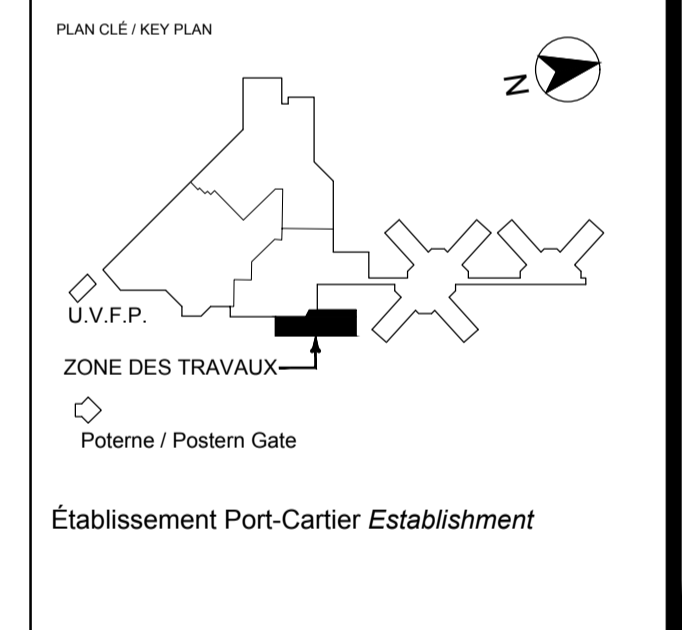 PLAN CLÉ / KEY PLAN
N
U.V.F.P.
ZONE DES TRAVAUX
Poterne / Postern Gate
Établissement Port-Cartier Establishment